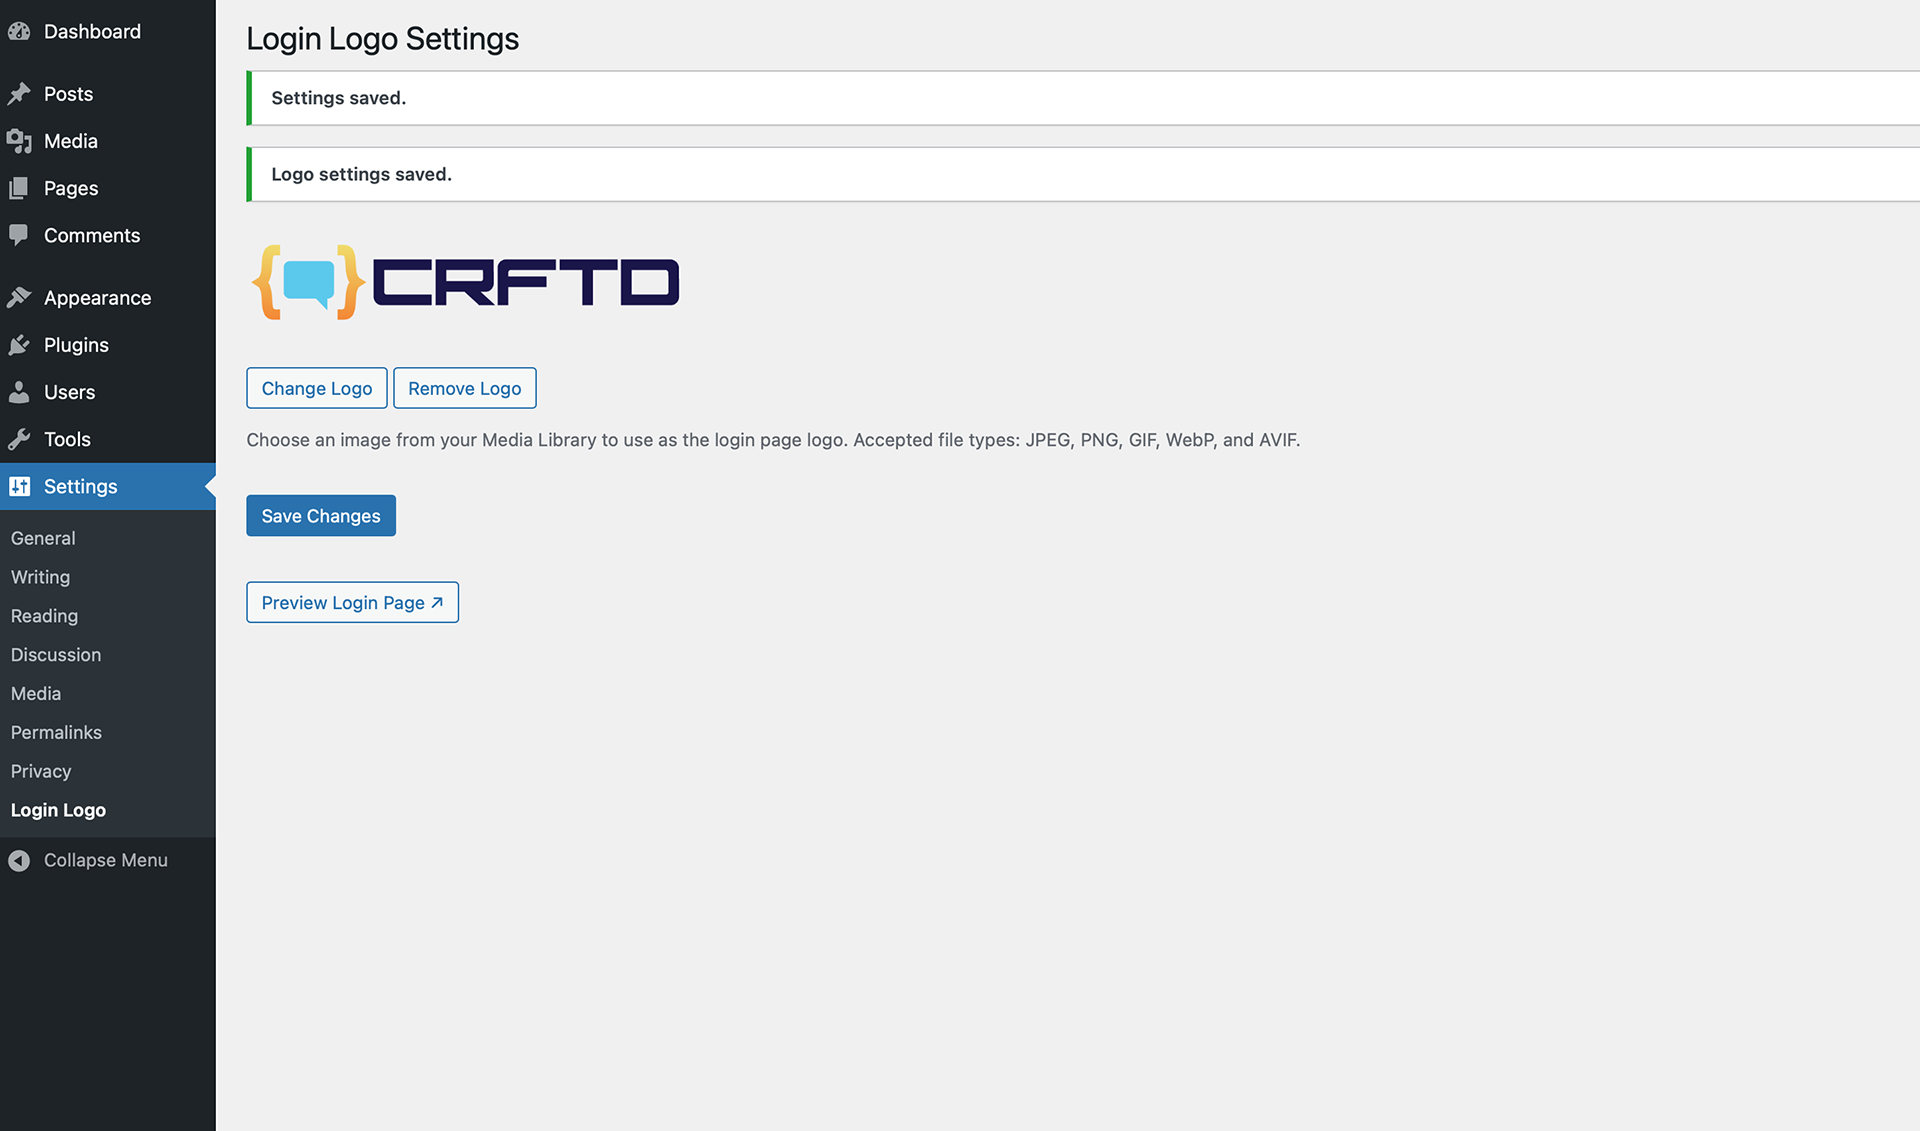 Dashboard
Posts
Media
Pages
Comments
Appearance
Plugins
Users
Tools
Settings
General
Writing
Reading
Discussion
Media
Permalinks
Privacy
Login Logo
Collapse Menu
Login Logo Settings
Settings saved.
Logo settings saved.
CRFTD
Change Logo
Remove Logo
Choose an image from your Media Library to use as the login page logo. Accepted file types: JPEG, PNG, GIF, WebP, and AVIF.
Save Changes
Preview Login Page ↗